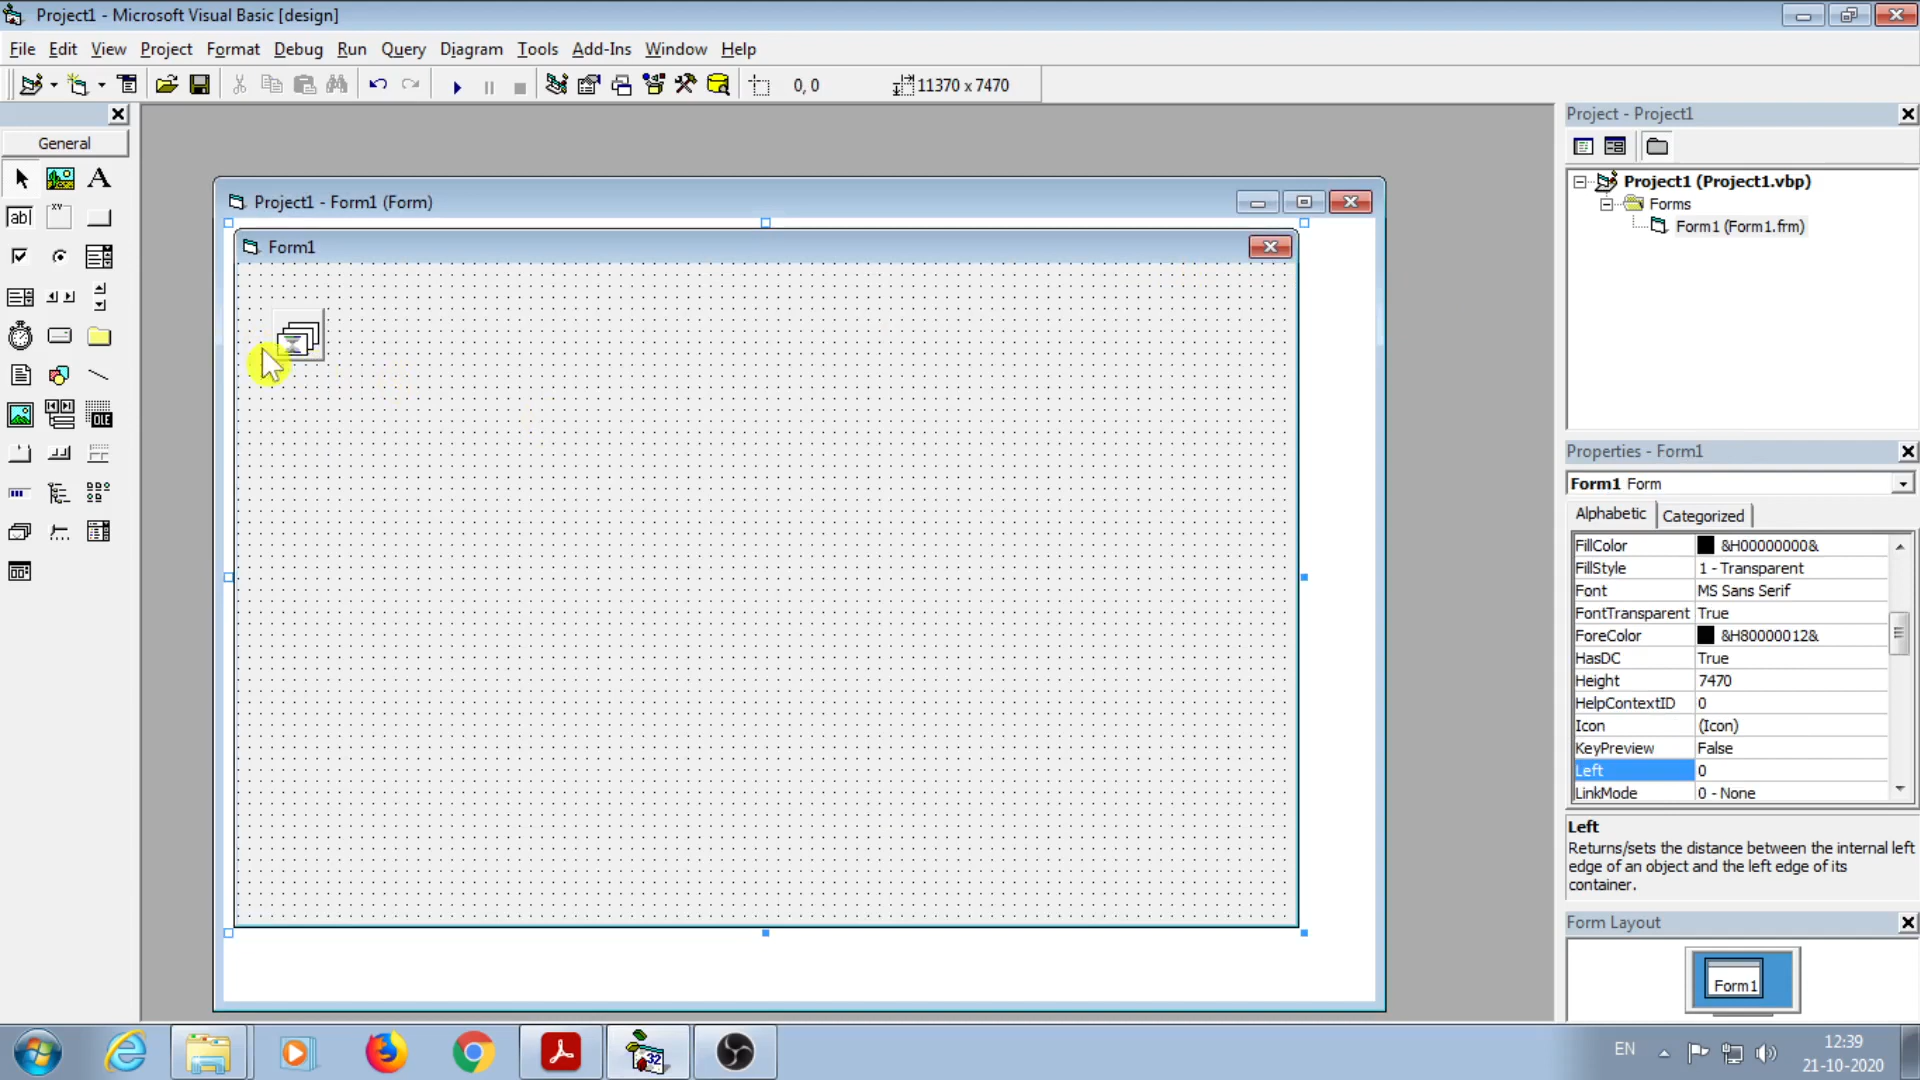 Project1 - Microsoft Visual Basic [design]
File Edit View Project Format Debug Run Query Diagram Tools Add-Ins Window Help
0, 0 11370 x 7470
General
A
ab|
XY
OLE
Project1 - Form1 (Form)
Form1
Project - Project1
Project1 (Project1.vbp)
Forms
Form1 (Form1.frm)
Properties - Form1
Form1 Form
Alphabetic Categorized
FillColor &H00000000&
FillStyle 1 - Transparent
Font MS Sans Serif
FontTransparent True
ForeColor &H80000012&
HasDC True
Height 7470
HelpContextID 0
Icon (Icon)
KeyPreview False
Left 0
LinkMode 0 - None
Left
Returns/sets the distance between the internal left
edge of an object and the left edge of its
container.
Form Layout
Form1
32
EN
12:39
21-10-2020